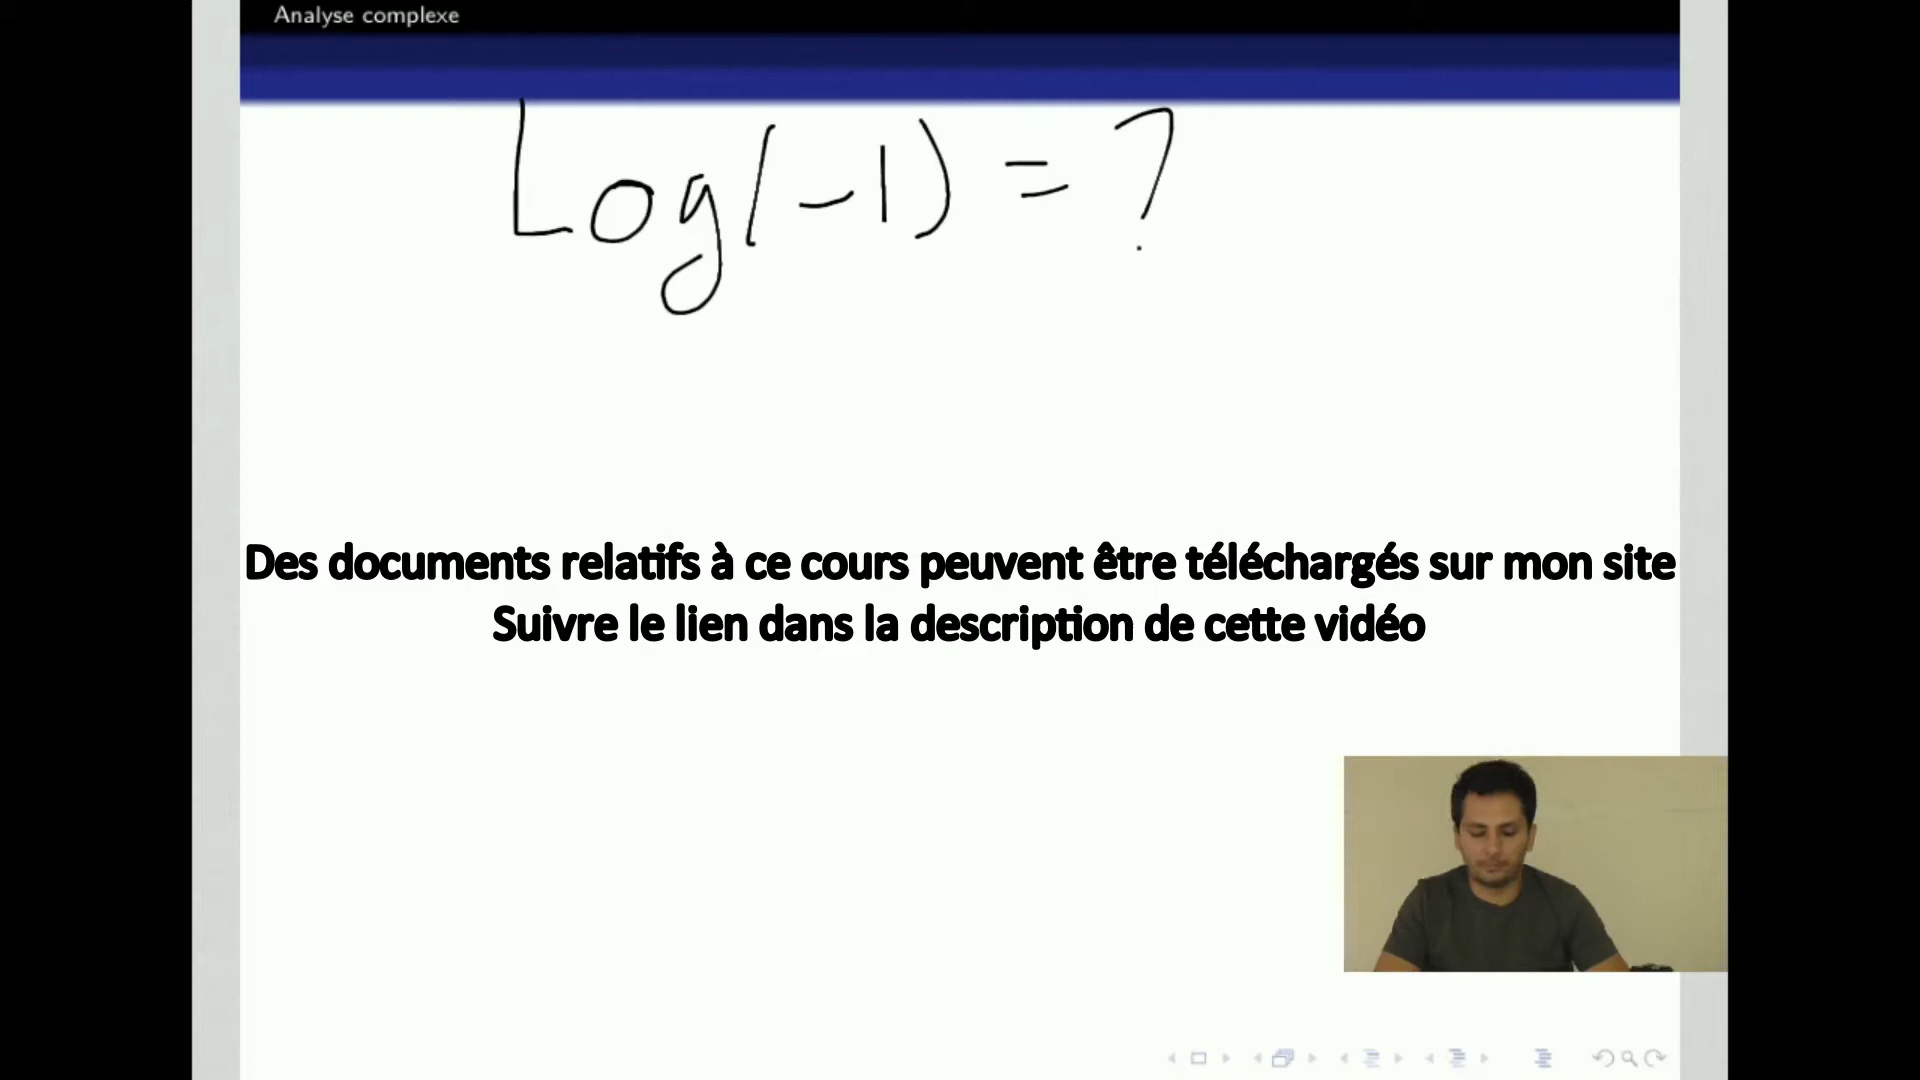 Analyse complexe
Log(-1) = ?
Des documents relatifs à ce cours peuvent être téléchargés sur mon site
Suivre le lien dans la description de cette vidéo